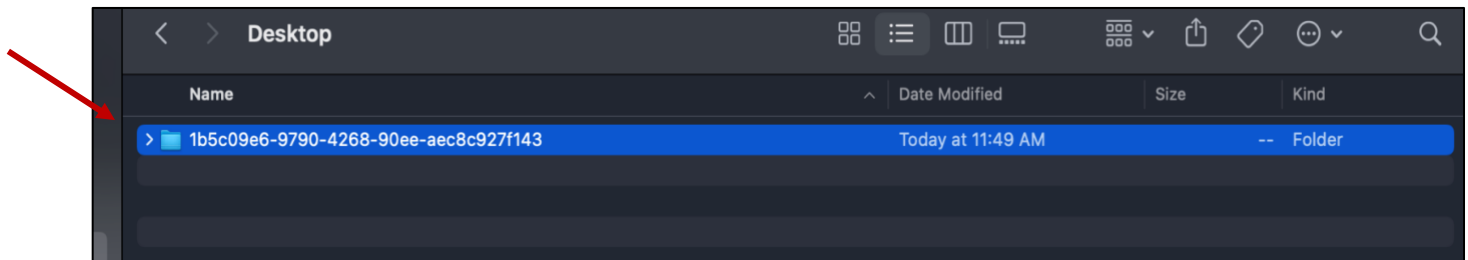 Desktop
Name Date Modified Size Kind
1b5c09e6-9790-4268-90ee-aec8c927f143 Today at 11:49 AM -- Folder